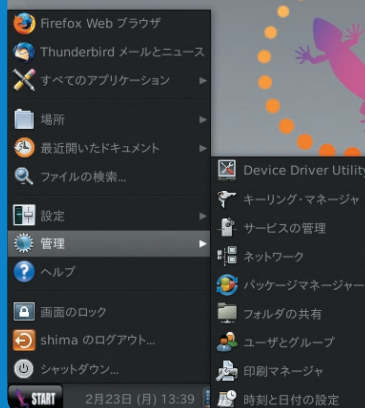 Firefox Web ブラウザ
Thunderbird メールとニュース
すべてのアプリケーション
場所
最近開いたドキュメント
ファイルの検索...
設定
管理
ヘルプ
画面のロック
shima のログアウト...
シャットダウン...
START
2月23日 (月) 13:39
Device Driver Utility
キーリング・マネージャ
サービスの管理
ネットワーク
パッケージマネージャー
フォルダの共有
ユーザとグループ
印刷マネージャ
時刻と日付の設定